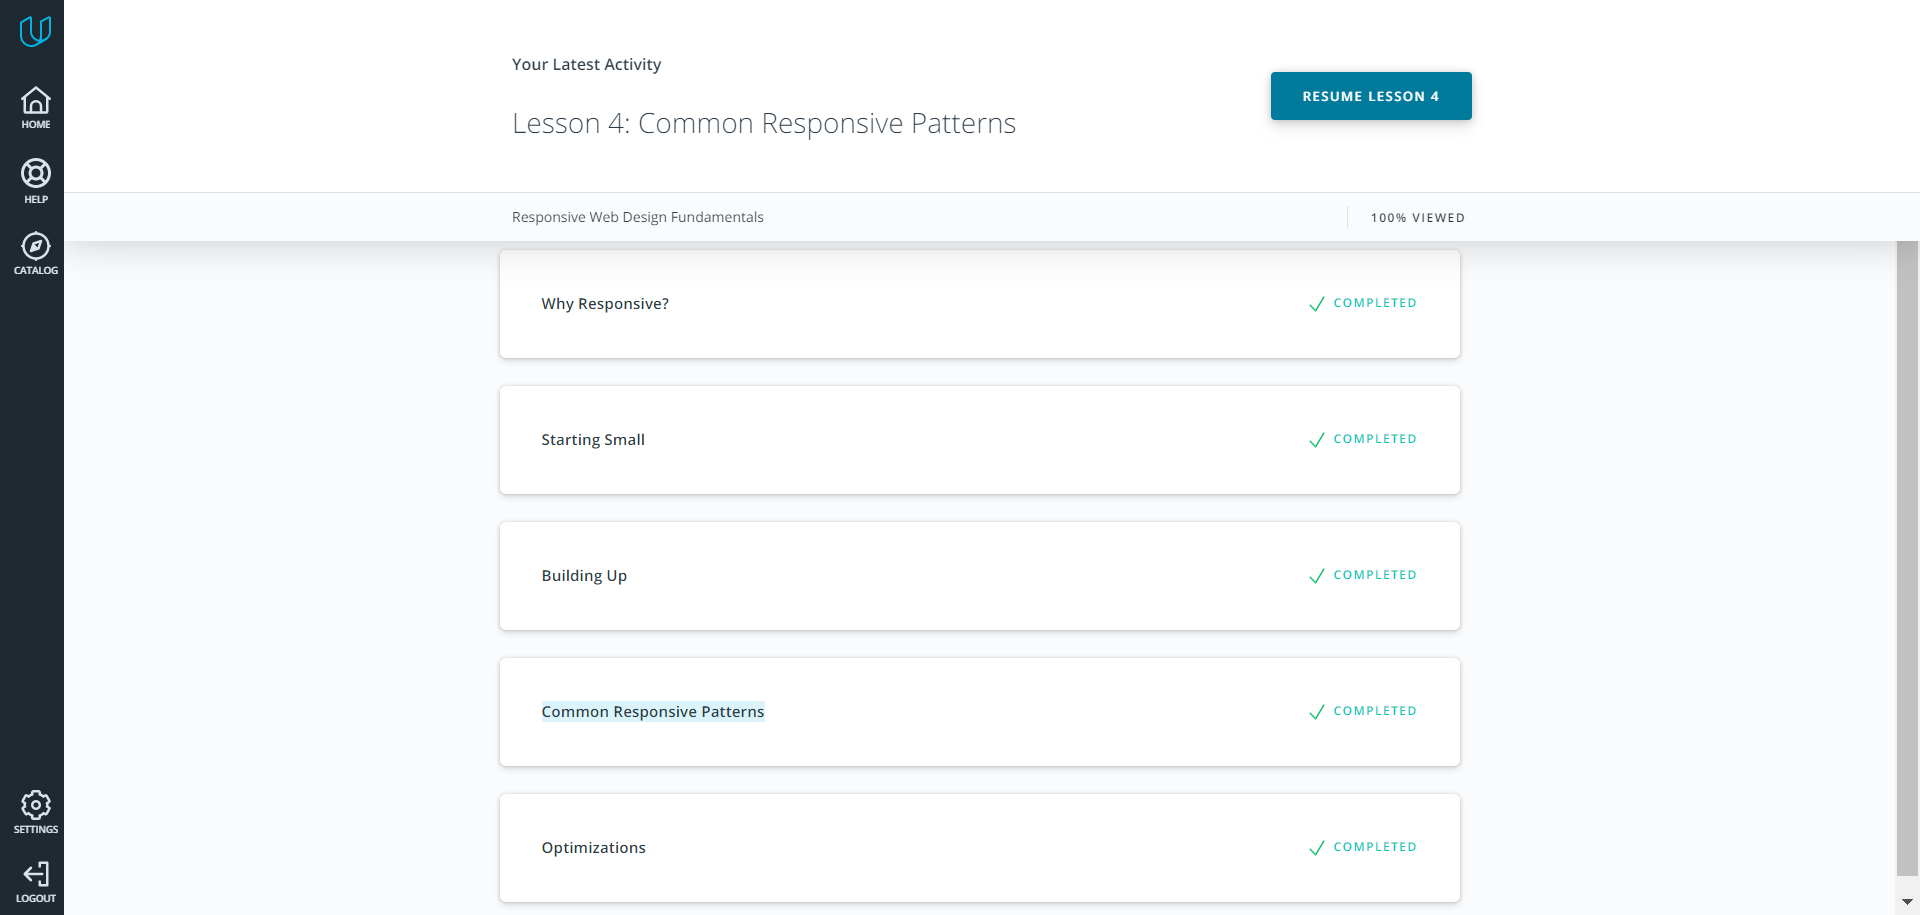 HOME
HELP
CATALOG
SETTINGS
LOGOUT
Your Latest Activity
Lesson 4: Common Responsive Patterns
RESUME LESSON 4
Responsive Web Design Fundamentals
100% VIEWED
Why Responsive?
COMPLETED
Starting Small
COMPLETED
Building Up
COMPLETED
Common Responsive Patterns
COMPLETED
Optimizations
COMPLETED